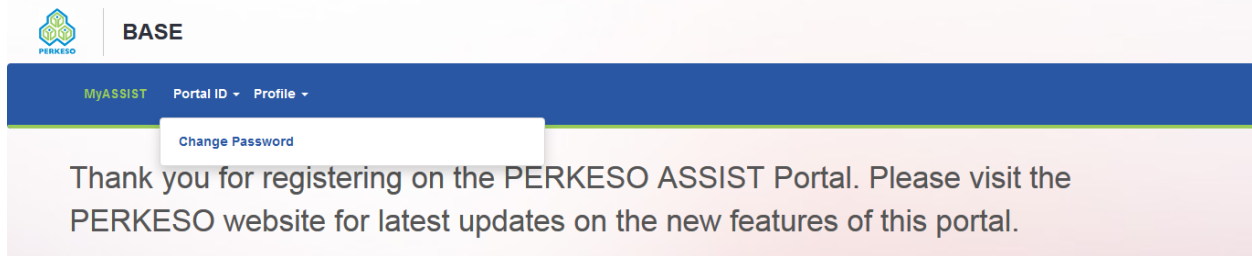 PERKESO
BASE
MyASSIST Portal ID Profile
Change Password
Thank you for registering on the PERKESO ASSIST Portal. Please visit the
PERKESO website for latest updates on the new features of this portal.